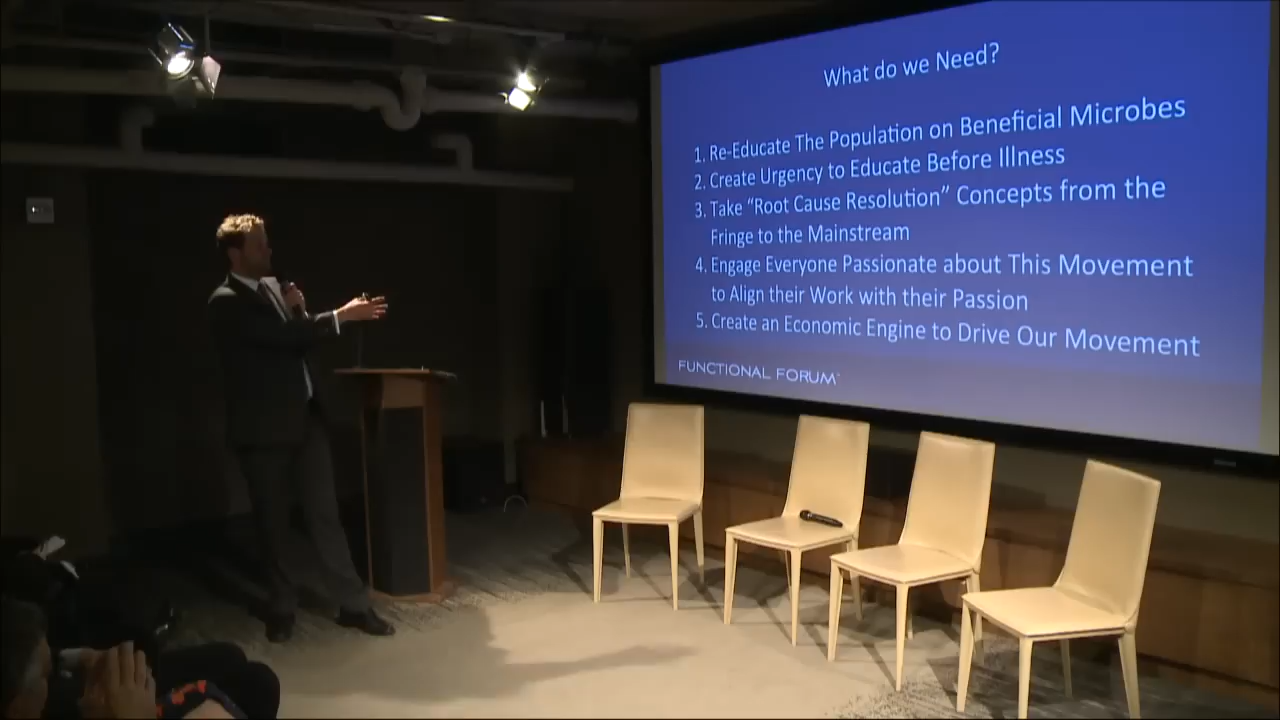 What do we Need?
1. Re-Educate The Population on Beneficial Microbes
2. Create Urgency to Educate Before Illness
3. Take “Root Cause Resolution” Concepts from the
Fringe to the Mainstream
4. Engage Everyone Passionate about This Movement
to Align their Work with their Passion
5. Create an Economic Engine to Drive Our Movement
FUNCTIONAL FORUM™